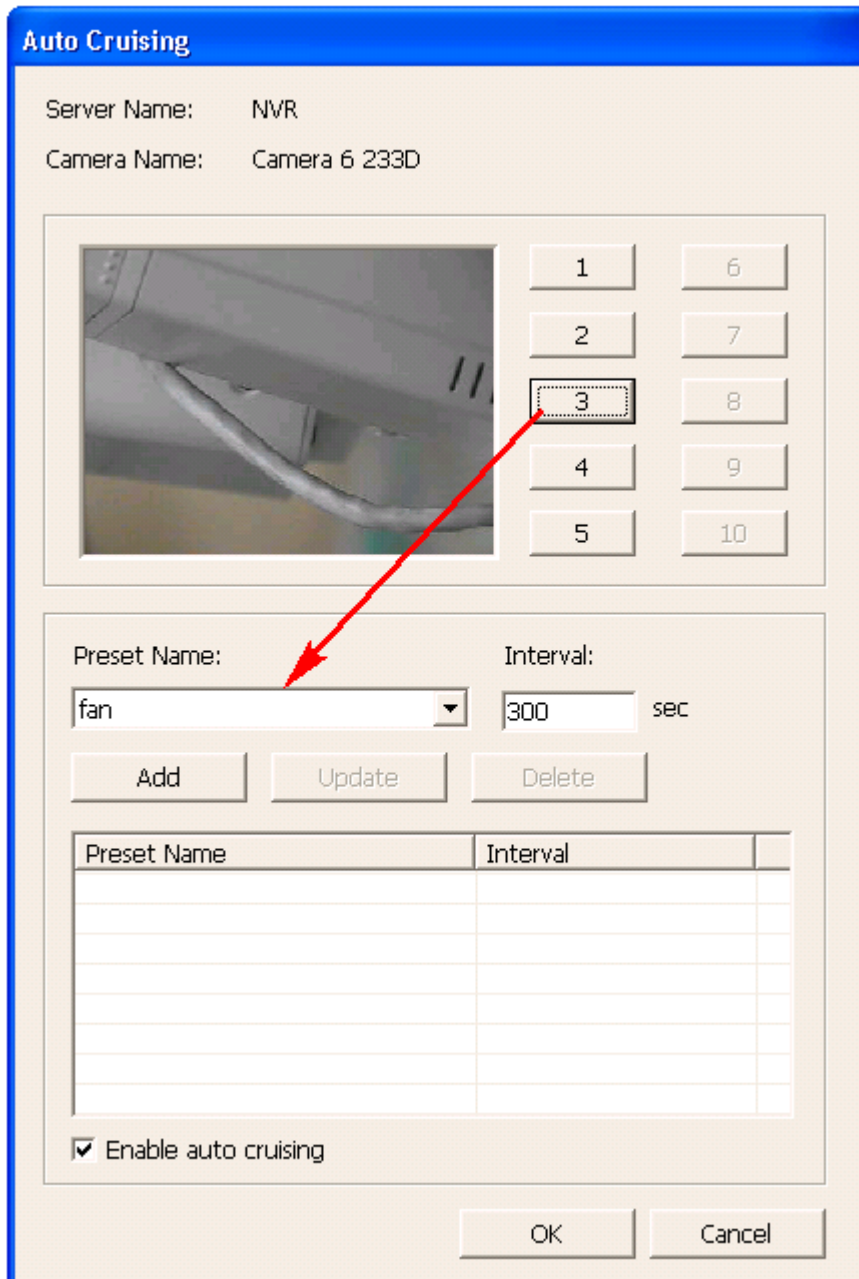 Auto Cruising
Server Name: NVR
Camera Name: Camera 6 233D
1 6
2 7
3 8
4 9
5 10
Preset Name: Interval:
fan 300 sec
Add Update Delete
Preset Name Interval
Enable auto cruising
OK Cancel